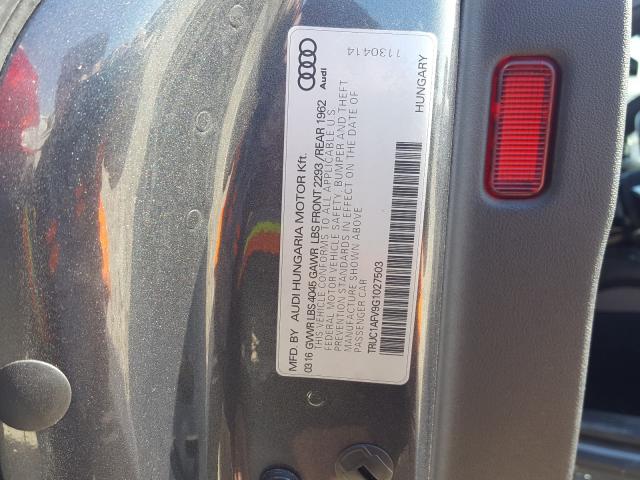 MFD. BY AUDI HUNGARIA MOTOR Kft.
0316 GVWR LBS 4045 GAWR LBS FRONT 2293 /REAR 1962
THIS VEHICLE CONFORMS TO ALL APPLICABLE U.S.
FEDERAL MOTOR VEHICLE SAFETY, BUMPER AND THEFT
PREVENTION STANDARDS IN EFFECT ON THE DATE OF
MANUFACTURE SHOWN ABOVE
PASSENGER CAR
TRUC1AFV9G1027503
Audi
1130414
HUNGARY